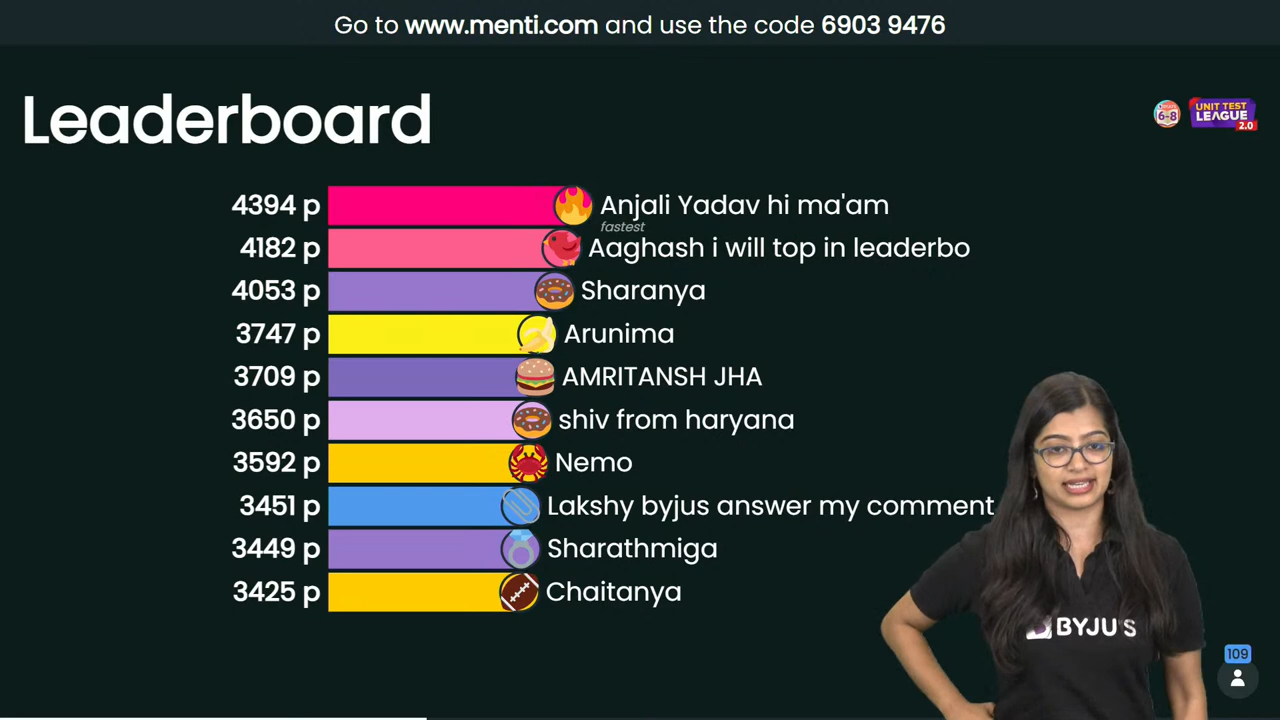 Go to www.menti.com and use the code 6903 9476
Leaderboard
6-8
UNIT TEST
LEAGUE
2.0
4394 p Anjali Yadav hi ma'am
fastest
4182 p Aaghash i will top in leaderbo
4053 p Sharanya
3747 p Arunima
3709 p AMRITANSH JHA
3650 p shiv from haryana
3592 p Nemo
3451 p Lakshy byjus answer my comment
3449 p Sharathmiga
3425 p Chaitanya
BYJU'S
109